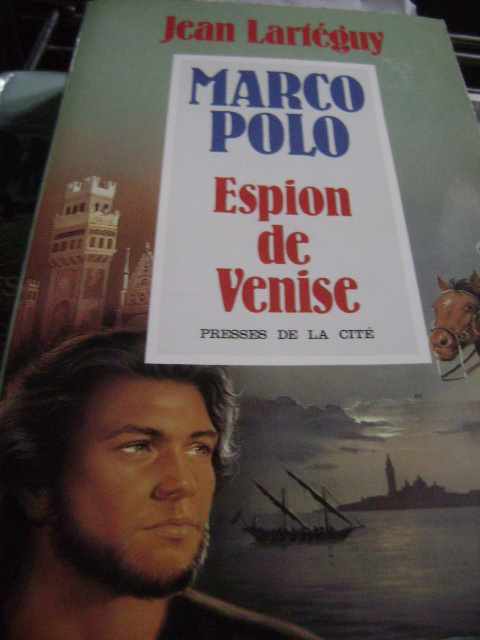 Jean Lartéguy
MARCO
POLO
Espion
de
Venise
PRESSES DE LA CITÉ